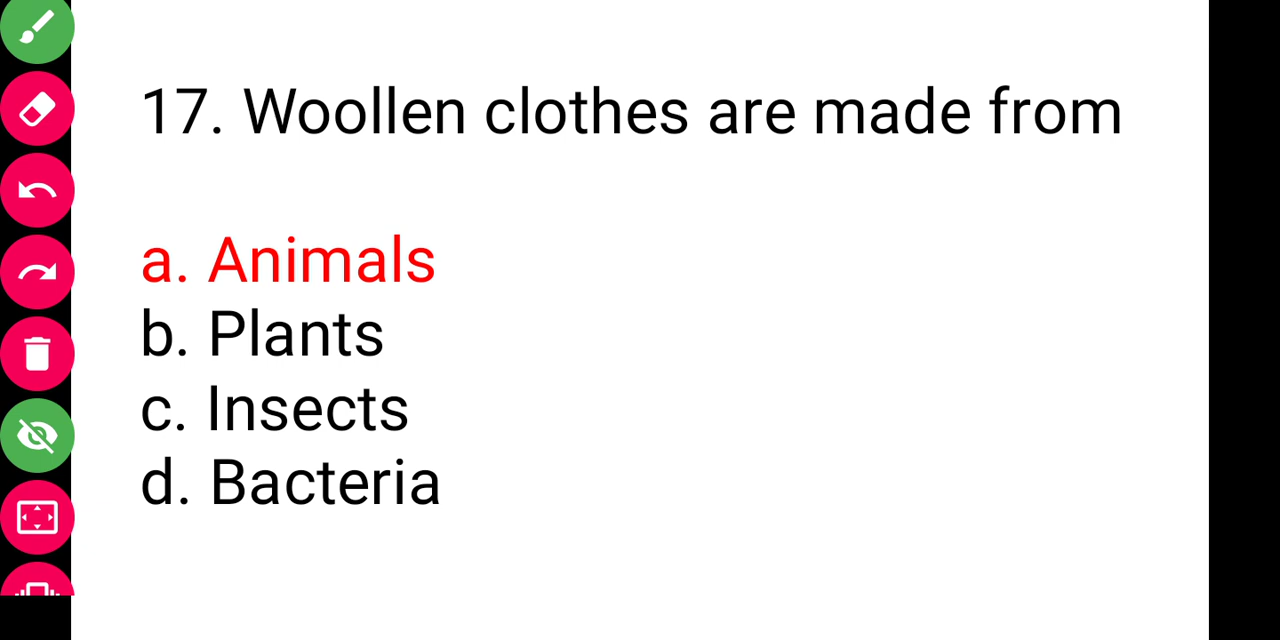 17. Woollen clothes are made from
a. Animals
b. Plants
c. Insects
d. Bacteria